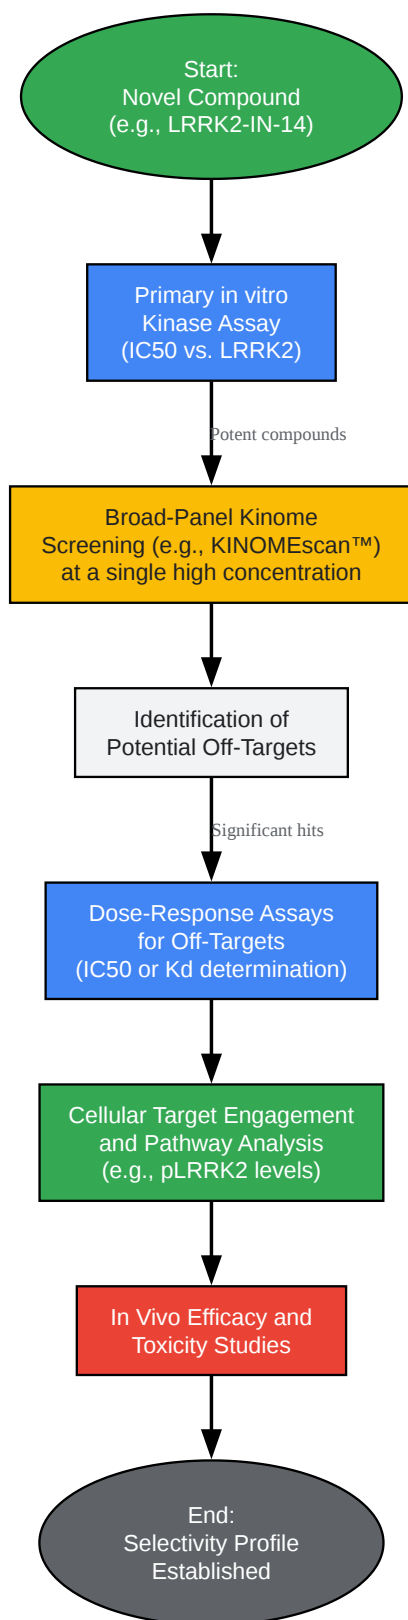 Start:
Novel Compound
(e.g., LRRK2-IN-14)
Primary in vitro
Kinase Assay
(IC50 vs. LRRK2)
Potent compounds
Broad-Panel Kinome
Screening (e.g., KINOMEscan™)
at a single high concentration
Identification of
Potential Off-Targets
Significant hits
Dose-Response Assays
for Off-Targets
(IC50 or Kd determination)
Cellular Target Engagement
and Pathway Analysis
(e.g., pLRRK2 levels)
In Vivo Efficacy and
Toxicity Studies
End:
Selectivity Profile
Established